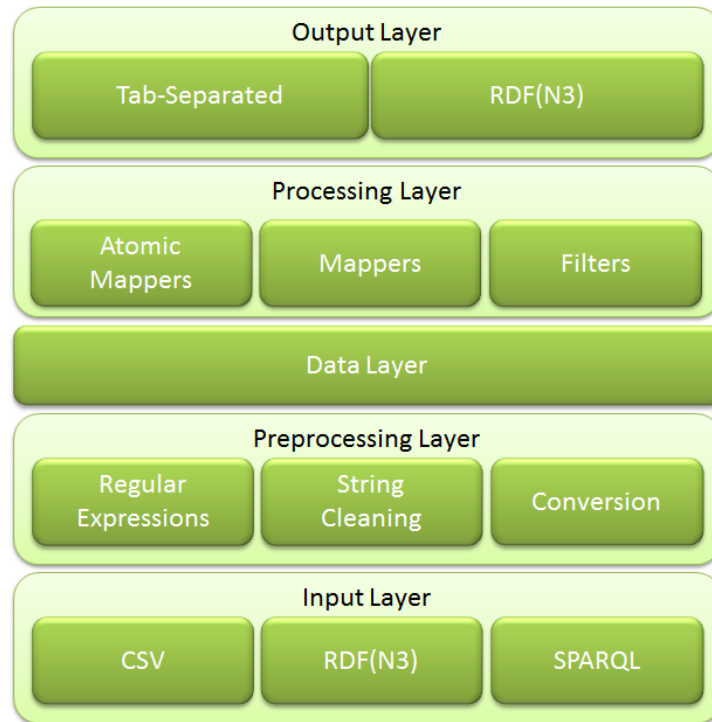 Output Layer
Tab-Separated
RDF(N3)
Processing Layer
Atomic
Mappers
Mappers
Filters
Data Layer
Preprocessing Layer
Regular
Expressions
String
Cleaning
Conversion
Input Layer
CSV
RDF(N3)
SPARQL